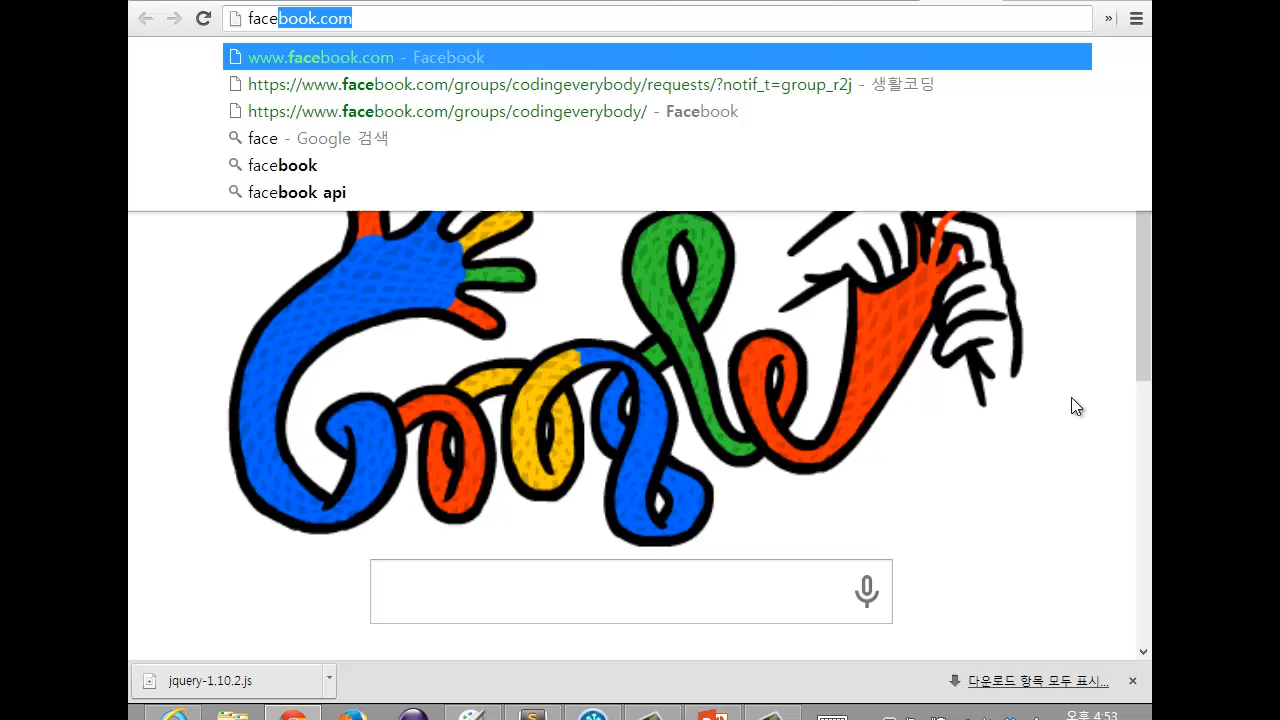 facebook.com
»
www.facebook.com - Facebook
https://www.facebook.com/groups/codingeverybody/requests/?notif_t=group_r2j - 생활코딩
https://www.facebook.com/groups/codingeverybody/ - Facebook
face - Google 검색
facebook
facebook api
Google
jquery-1.10.2.js
다운로드 항목 모두 표시...
S
오후 4:53